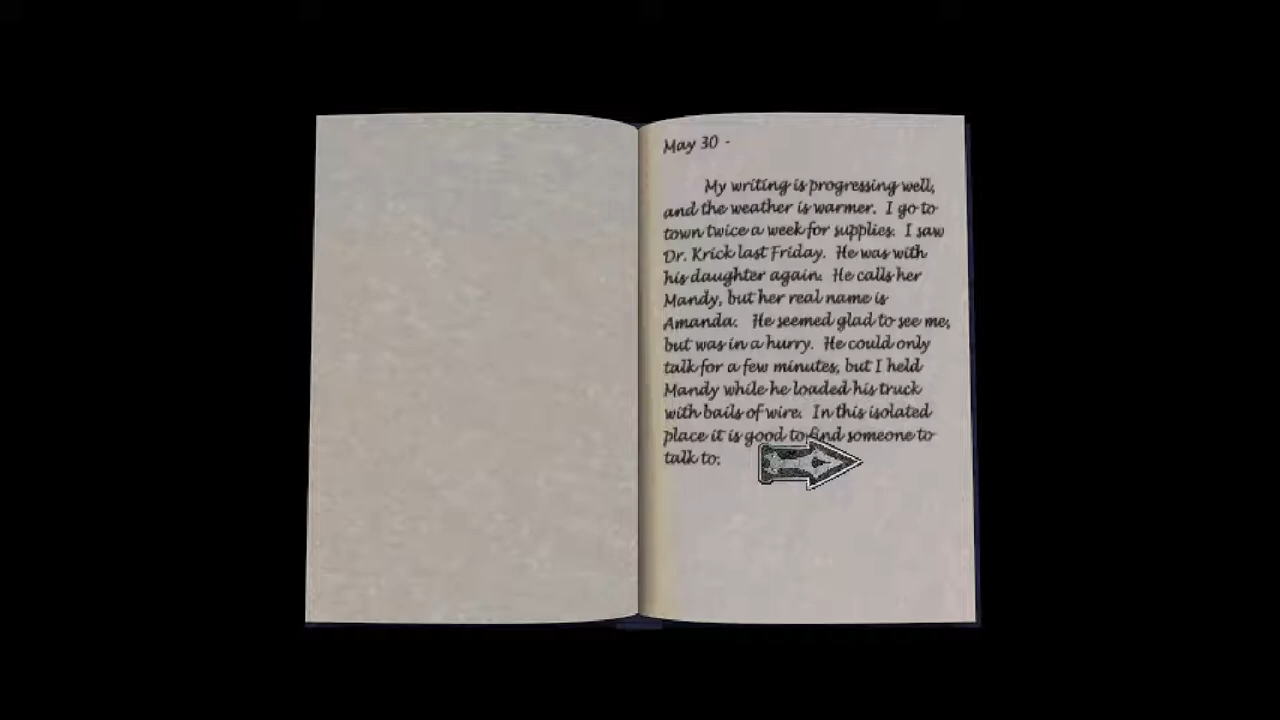 May 30 -
My writing is progressing well,
and the weather is warmer. I go to
town twice a week for supplies. I saw
Dr. Krick last Friday. He was with
his daughter again. He calls her
Mandy, but her real name is
Amanda. He seemed glad to see me,
but was in a hurry. He could only
talk for a few minutes, but I held
Mandy while he loaded his truck
with bails of wire. In this isolated
place it is good to find someone to
talk to.